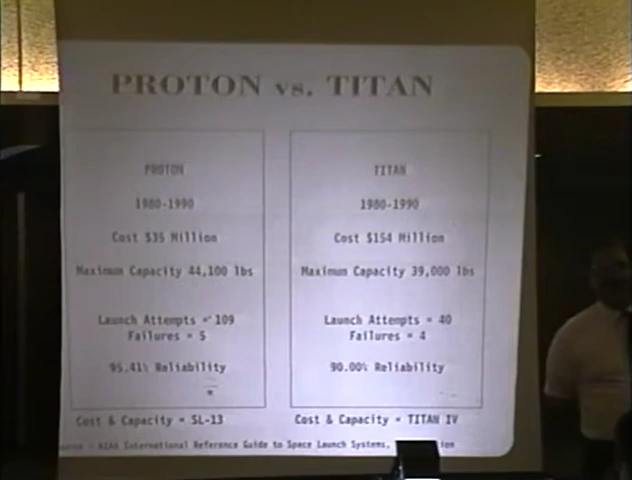 PROTON vs. TITAN
PROTON
1980-1990
Cost $35 Million
Maximum Capacity 44,100 lbs
Launch Attempts = 109
Failures = 5
95.41% Reliability
*
Cost & Capacity = SL-13
TITAN
1980-1990
Cost $154 Million
Maximum Capacity 39,000 lbs
Launch Attempts = 40
Failures = 4
90.00% Reliability
Cost & Capacity = TITAN IV
= AIAA International Reference Guide to Space Launch Systems,